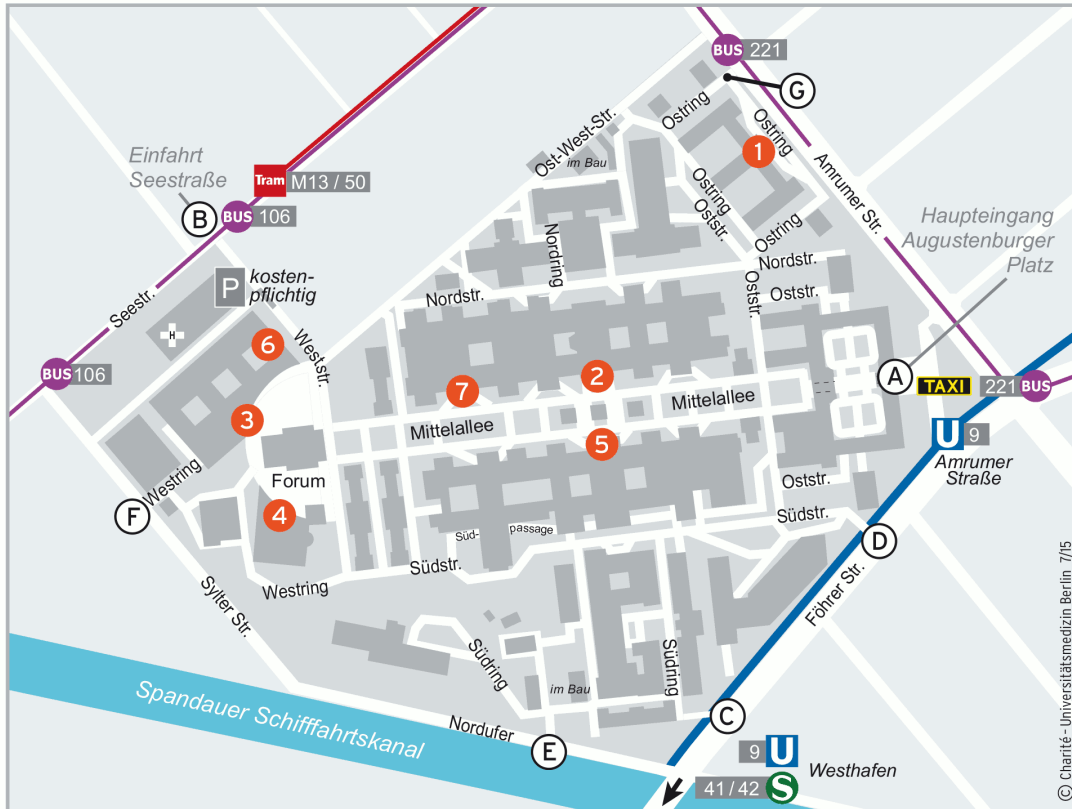 BUS 221
G
Ostring
Ostring
1
Ost-West-Str.
im Bau
Einfahrt
Seestraße
Tram M13 / 50
B
BUS 106
Amrumer Str.
Ostring
Oststr.
Ostring
Haupteingang
Augustenburger
Platz
Nordring
Nordstr.
P kosten-
pflichtig
Seestr.
H
Nordstr.
Oststr.
Oststr.
6
Weststr.
BUS 106
2
7
A
TAXI
221 BUS
Mittelallee
Mittelallee
3
5
U 9
Amrumer
Straße
Westring
Forum
Oststr.
4
F
Südstr.
Süd-
passage
D
Südstr.
Westring
Sylter Str.
Föhrer Str.
Südring
Südring
im Bau
Spandauer Schifffahrtskanal
Nordufer
C
E
9 U
Westhafen
41 / 42 S
© Charité - Universitätsmedizin Berlin 7/15